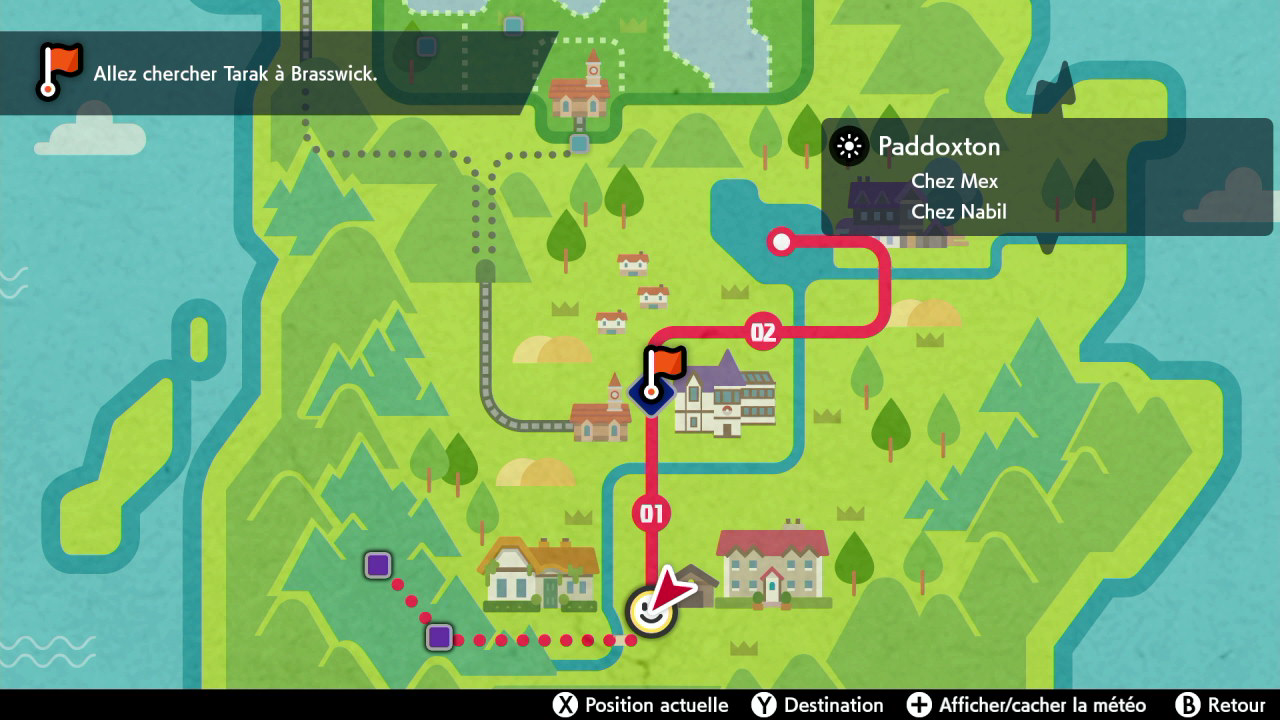 Allez chercher Tarak à Brasswick.
Paddoxton
Chez Mex
Chez Nabil
02
01
X Position actuelle Y Destination + Afficher/cacher la météo B Retour